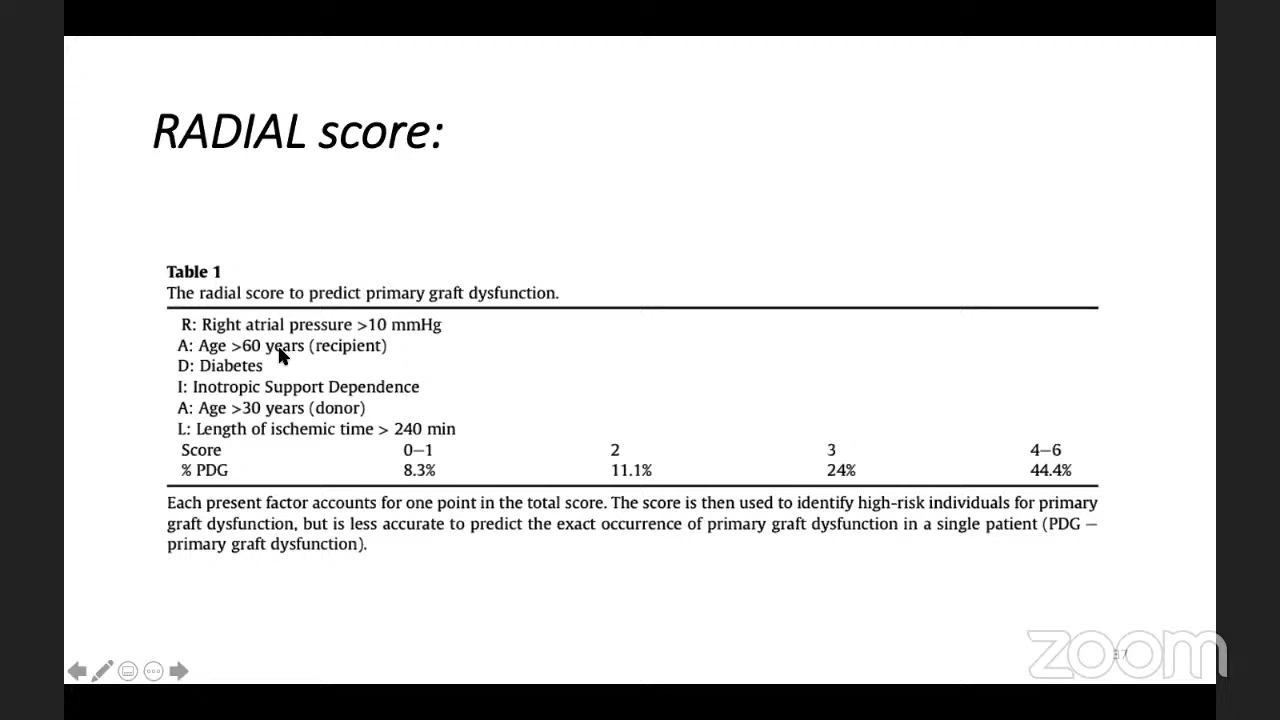 RADIAL score:
Table 1
The radial score to predict primary graft dysfunction.
R: Right atrial pressure >10 mmHg
A: Age >60 years (recipient)
D: Diabetes
I: Inotropic Support Dependence
A: Age >30 years (donor)
L: Length of ischemic time > 240 min
Score 0–1 2 3 4–6
% PDG 8.3% 11.1% 24% 44.4%
Each present factor accounts for one point in the total score. The score is then used to identify high-risk individuals for primary
graft dysfunction, but is less accurate to predict the exact occurrence of primary graft dysfunction in a single patient (PDG –
primary graft dysfunction).
zoom